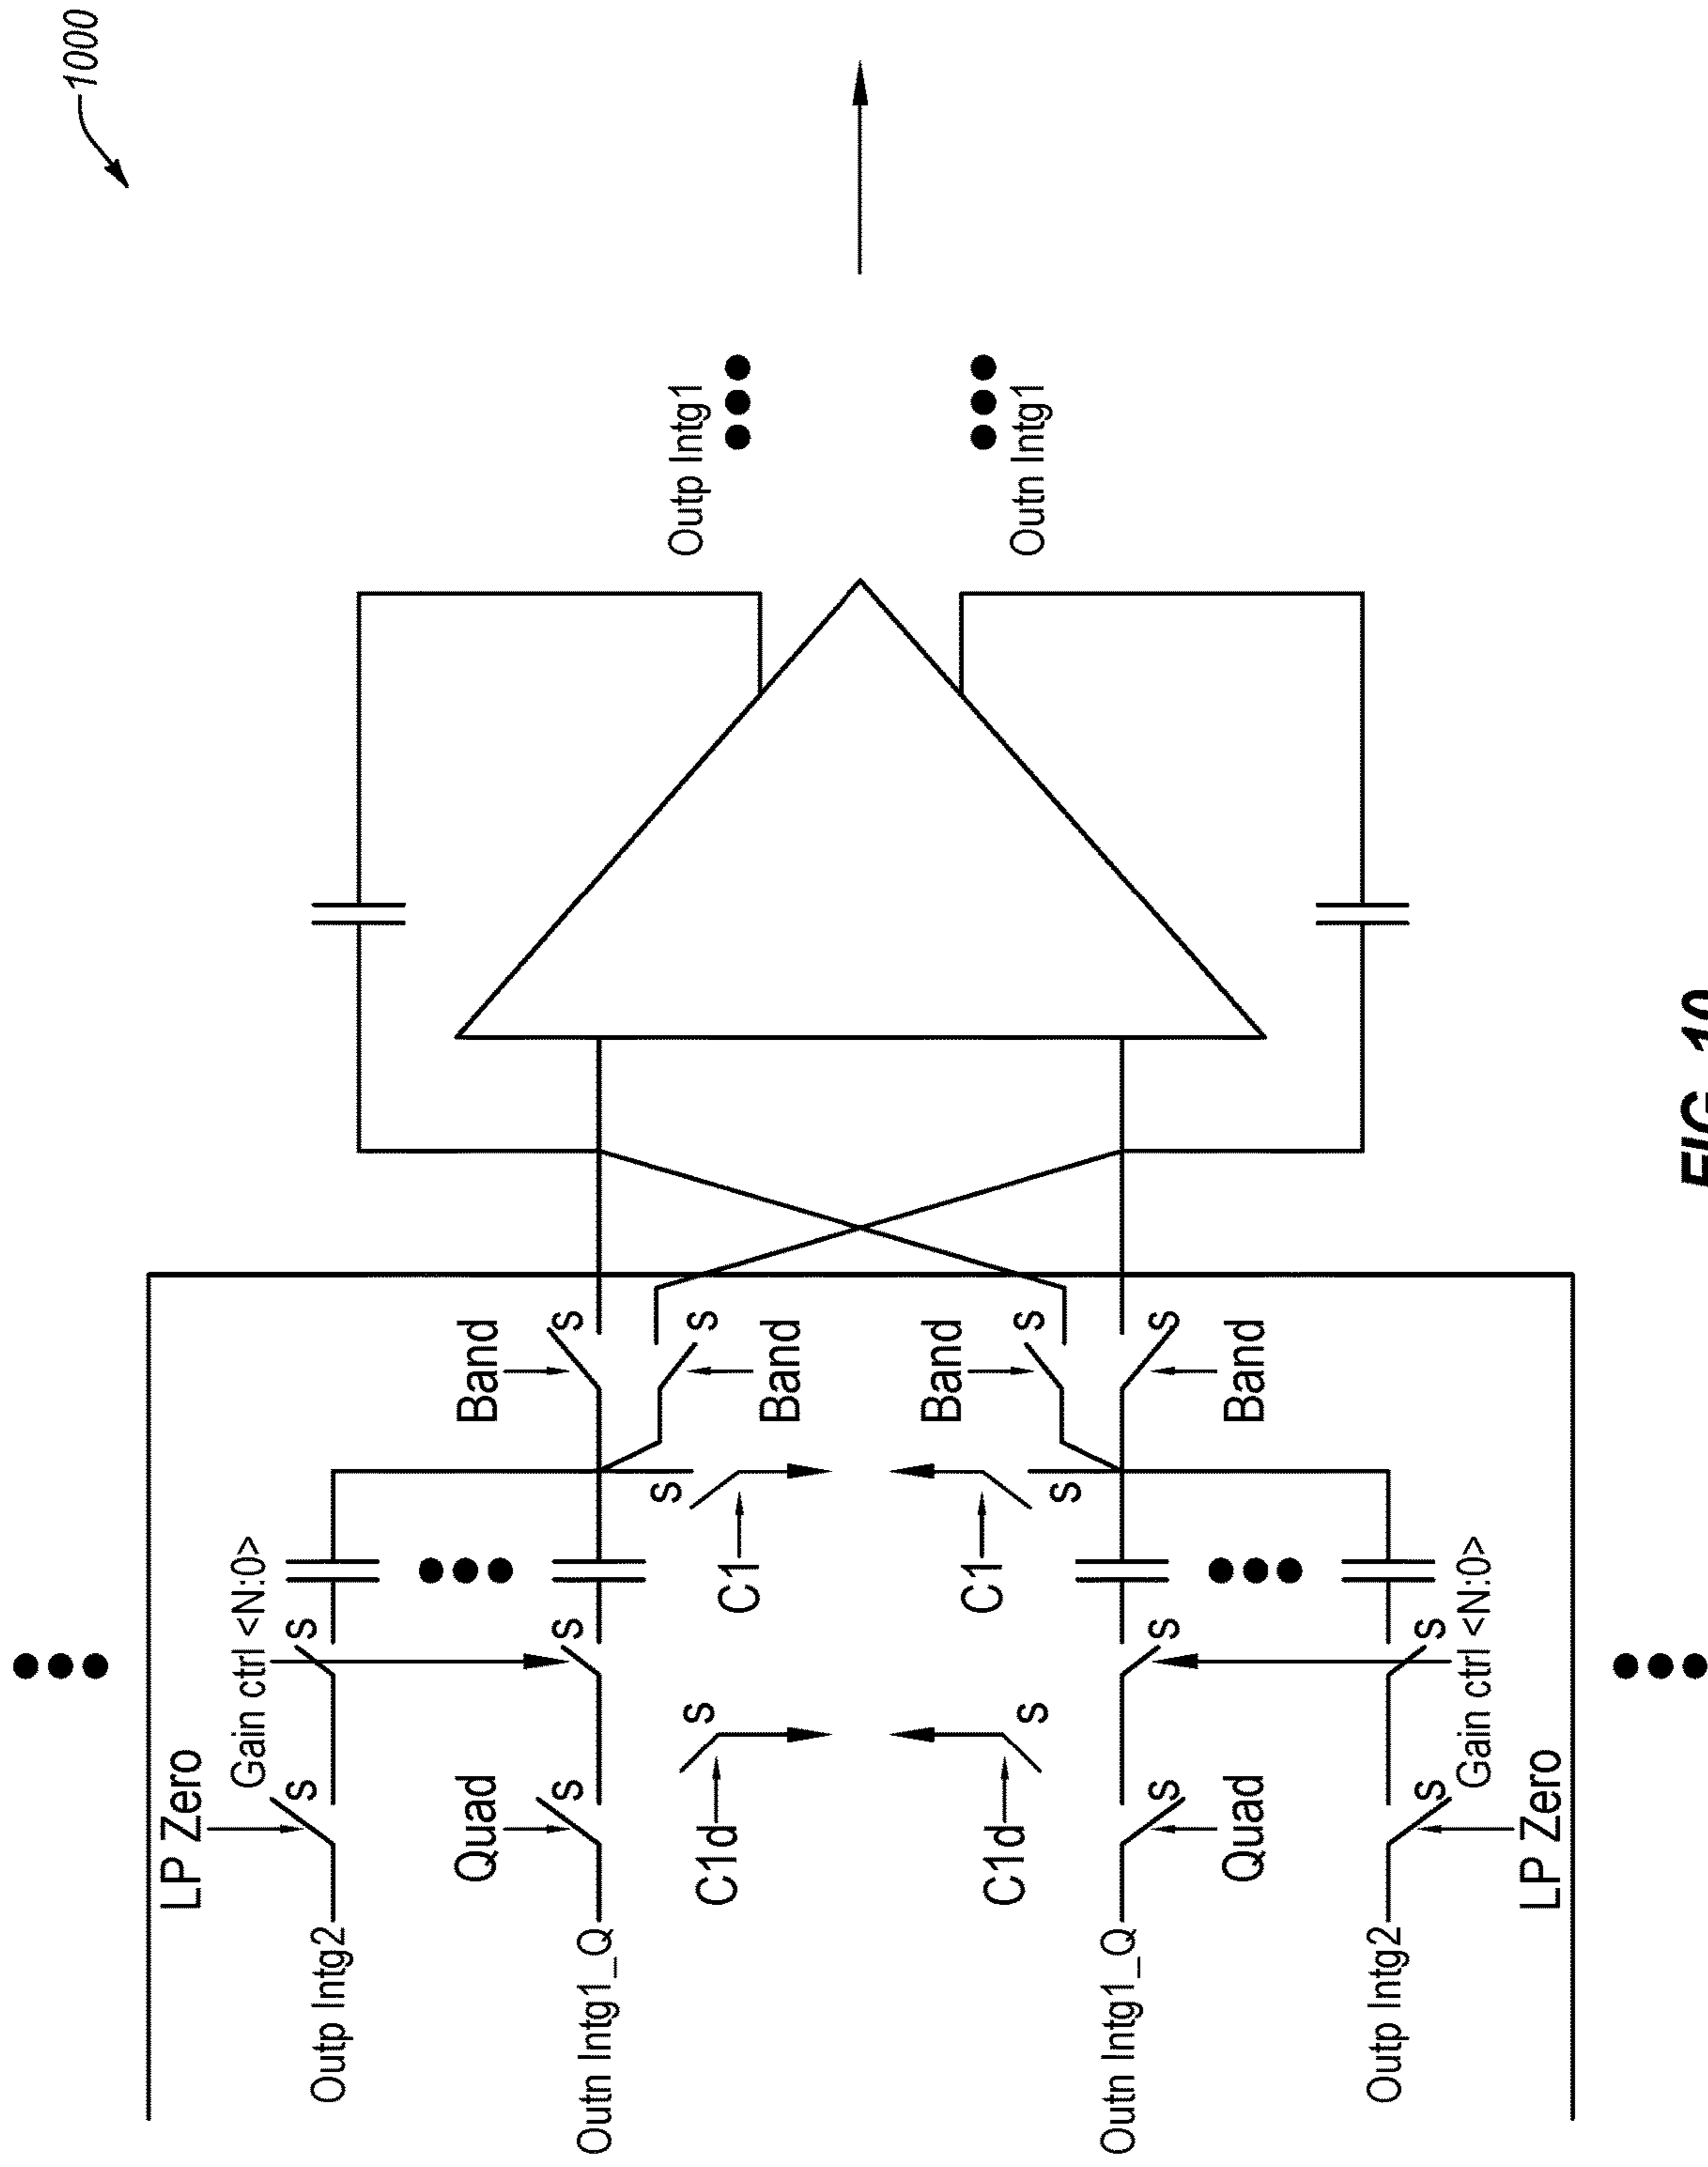 1000
LP Zero
Gain ctrl <N:0>
S
S
Outp Intg2
Band
S
Quad
S
S
Outn Intg1_Q
S
Band
Outp Intg1
C1d
S
C1
S
C1d
S
C1
S
Band
S
Outn Intg1
Outn Intg1_Q
Quad
S
S
Band
S
Outp Intg2
S
S
Gain ctrl <N:0>
LP Zero
FIG. 10